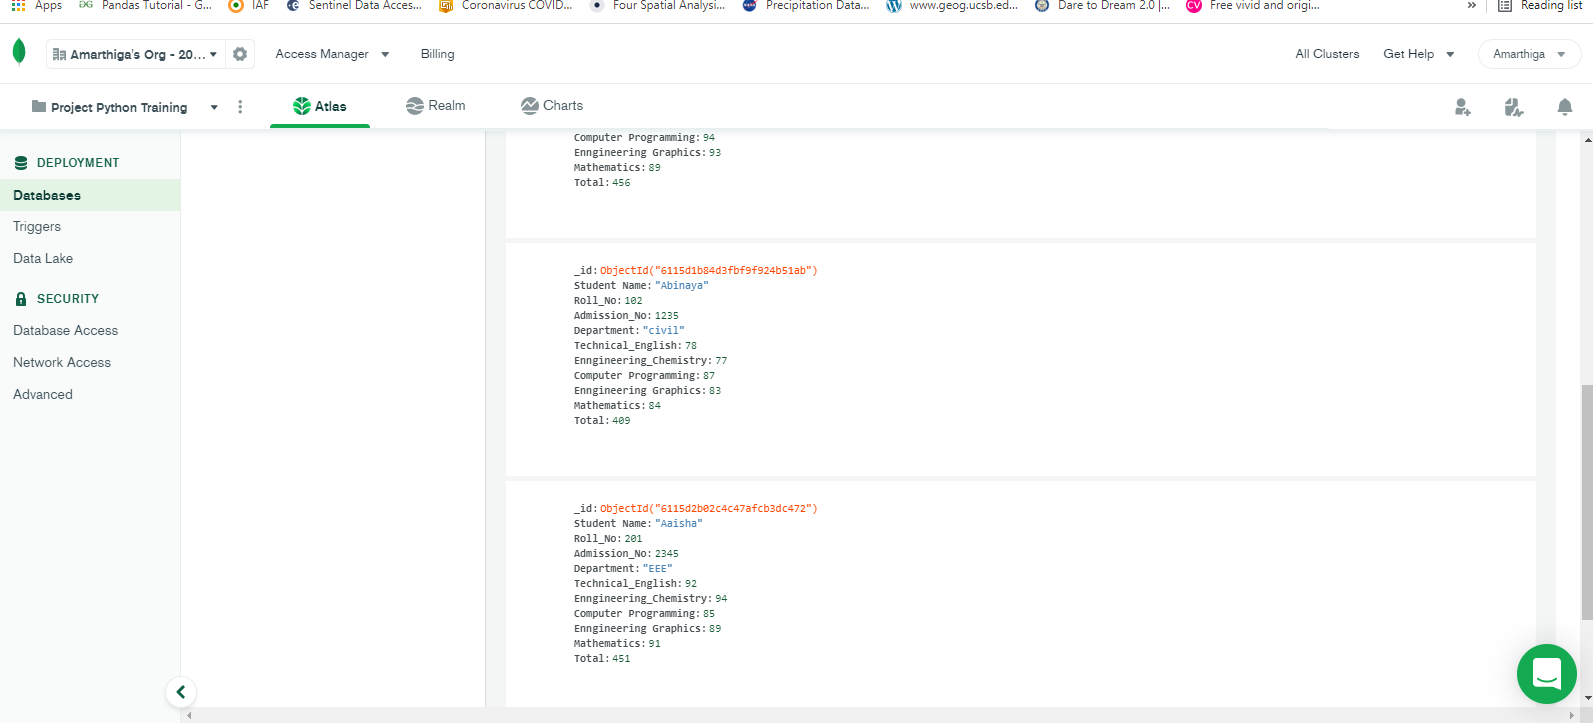 Apps Pandas Tutorial - G... IAF Sentinel Data Acces... Coronavirus COVID... Four Spatial Analysi... Precipitation Data... www.geog.ucsb.ed... Dare to Dream 2.0 |... CV Free vivid and origi... » Reading list
Amarthiga's Org - 20... Access Manager Billing All Clusters Get Help Amarthiga
Project Python Training Atlas Realm Charts
DEPLOYMENT
Databases
Triggers
Data Lake
SECURITY
Database Access
Network Access
Advanced
Computer Programming: 94
Enngineering Graphics: 93
Mathematics: 89
Total: 456
_id: ObjectId("6115d1b84d3fbf9f924b51ab")
Student Name: "Abinaya"
Roll_No: 102
Admission_No: 1235
Department: "civil"
Technical_English: 78
Enngineering_Chemistry: 77
Computer Programming: 87
Enngineering Graphics: 83
Mathematics: 84
Total: 409
_id: ObjectId("6115d2b02c4c47afcb3dc472")
Student Name: "Aaisha"
Roll_No: 201
Admission_No: 2345
Department: "EEE"
Technical_English: 92
Enngineering_Chemistry: 94
Computer Programming: 85
Enngineering Graphics: 89
Mathematics: 91
Total: 451